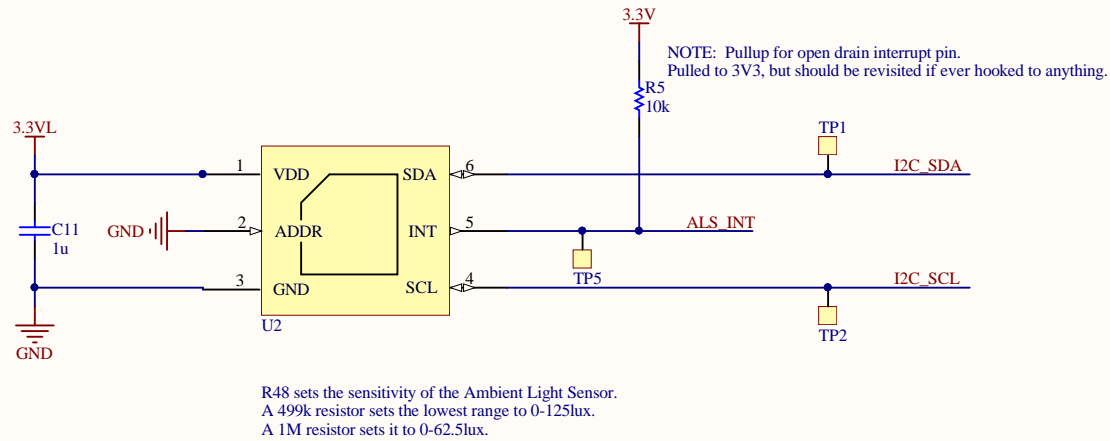 3.3V
NOTE: Pullup for open drain interrupt pin.
Pulled to 3V3, but should be revisited if ever hooked to anything.
R5
10k
3.3VL
TP1
1
VDD
SDA
6
I2C_SDA
C11
1u
GND
2
ADDR
INT
5
ALS_INT
TP5
3
GND
SCL
4
I2C_SCL
U2
TP2
GND
R48 sets the sensitivity of the Ambient Light Sensor.
A 499k resistor sets the lowest range to 0-125lux.
A 1M resistor sets it to 0-62.5lux.